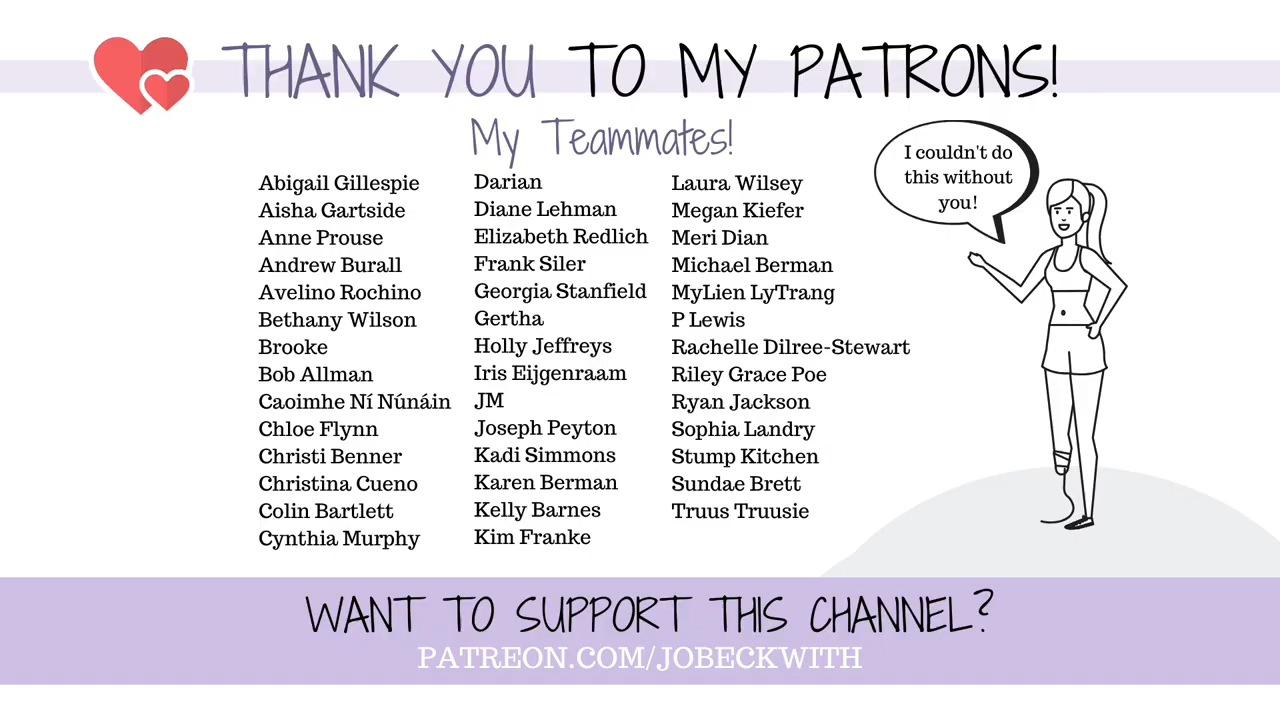 THANK YOU TO MY PATRONS!
My Teammates!
Abigail Gillespie
Aisha Gartside
Anne Prouse
Andrew Burall
Avelino Rochino
Bethany Wilson
Brooke
Bob Allman
Caoimhe Ní Núnáin
Chloe Flynn
Christi Benner
Christina Cueno
Colin Bartlett
Cynthia Murphy
Darian
Diane Lehman
Elizabeth Redlich
Frank Siler
Georgia Stanfield
Gertha
Holly Jeffreys
Iris Eijgenraam
JM
Joseph Peyton
Kadi Simmons
Karen Berman
Kelly Barnes
Kim Franke
Laura Wilsey
Megan Kiefer
Meri Dian
Michael Berman
MyLien LyTrang
P Lewis
Rachelle Dilree-Stewart
Riley Grace Poe
Ryan Jackson
Sophia Landry
Stump Kitchen
Sundae Brett
Truus Truusie
I couldn't do
this without
you!
WANT TO SUPPORT THIS CHANNEL?
PATREON.COM/JOBECKWITH